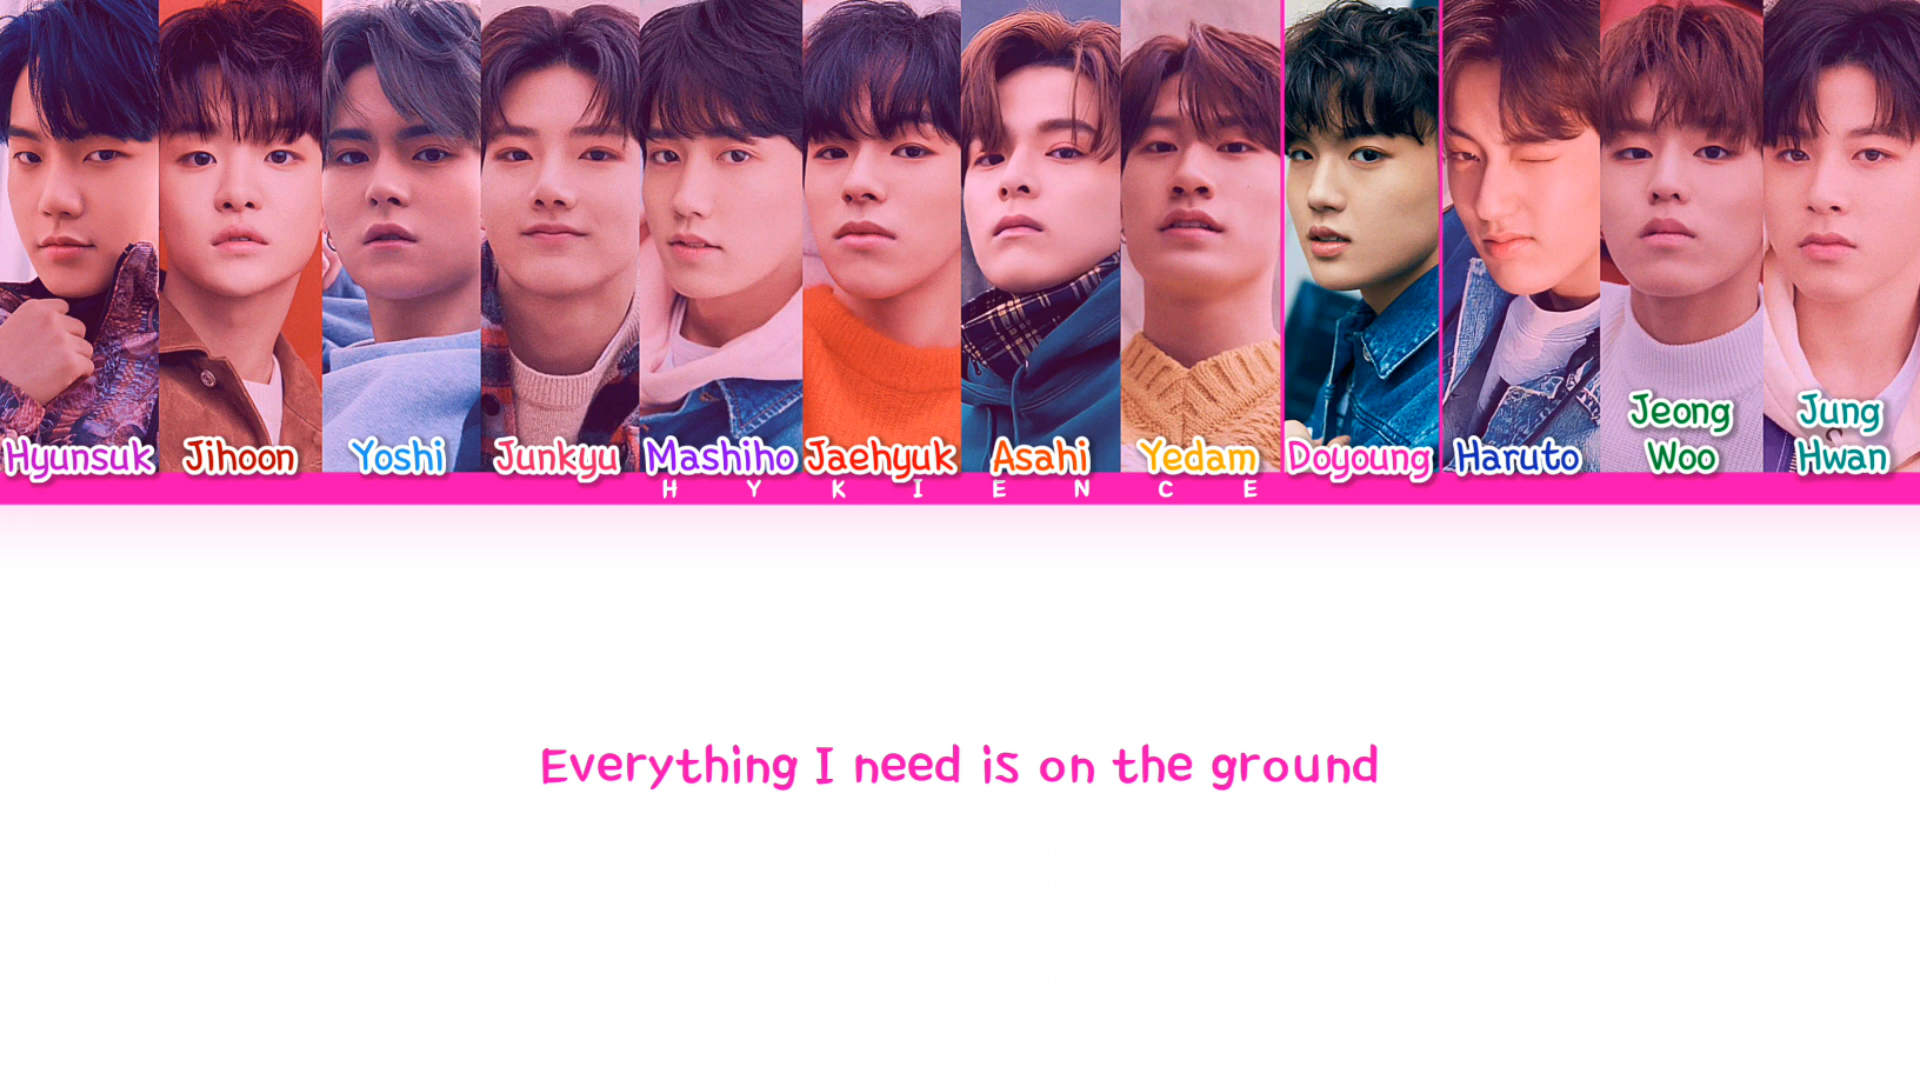 Hyunsuk Jihoon Yoshi Junkyu Mashiho Jaehyuk Asahi Yedam Doyoung Haruto Jeong Woo Jung Hwan
HYKIENCE
Everything I need is on the ground